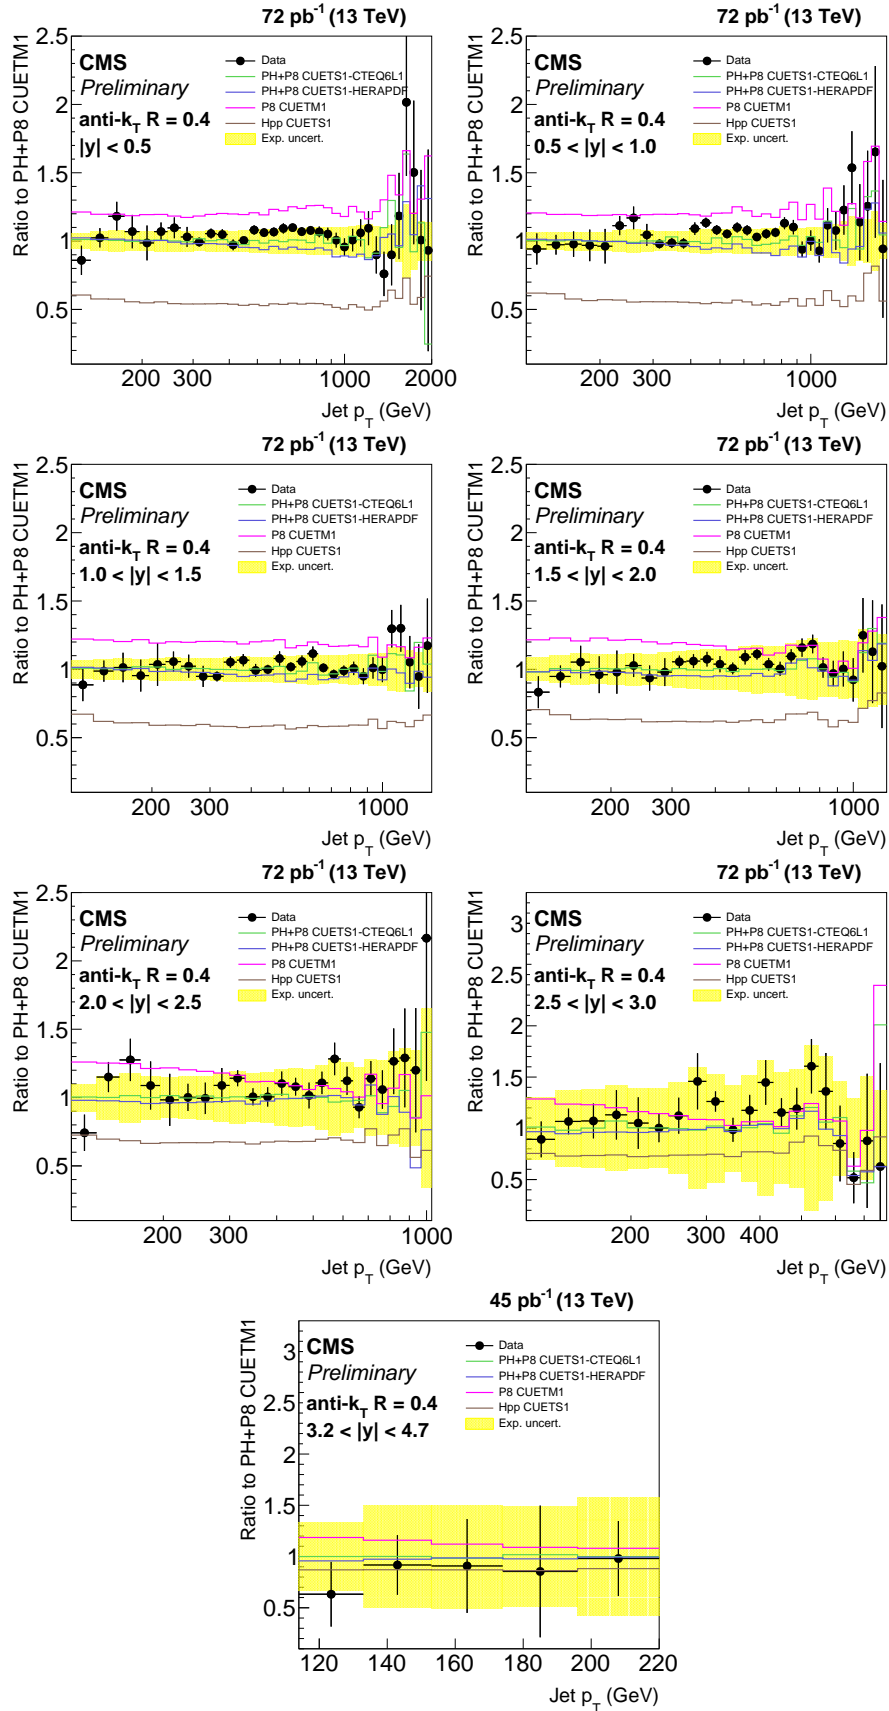 72 pb-1 (13 TeV)
Ratio to PH+P8 CUETM1
2.5
2
1.5
1
0.5
CMS
Preliminary
anti-kT R = 0.4
|y| < 0.5
Data
PH+P8 CUETS1-CTEQ6L1
PH+P8 CUETS1-HERAPDF
P8 CUETM1
Hpp CUETS1
Exp. uncert.
200 300 1000 2000
Jet pT (GeV)
72 pb-1 (13 TeV)
Ratio to PH+P8 CUETM1
2.5
2
1.5
1
0.5
CMS
Preliminary
anti-kT R = 0.4
0.5 < |y| < 1.0
Data
PH+P8 CUETS1-CTEQ6L1
PH+P8 CUETS1-HERAPDF
P8 CUETM1
Hpp CUETS1
Exp. uncert.
200 300 1000
Jet pT (GeV)
72 pb-1 (13 TeV)
Ratio to PH+P8 CUETM1
2.5
2
1.5
1
0.5
CMS
Preliminary
anti-kT R = 0.4
1.0 < |y| < 1.5
Data
PH+P8 CUETS1-CTEQ6L1
PH+P8 CUETS1-HERAPDF
P8 CUETM1
Hpp CUETS1
Exp. uncert.
200 300 1000
Jet pT (GeV)
72 pb-1 (13 TeV)
Ratio to PH+P8 CUETM1
2.5
2
1.5
1
0.5
CMS
Preliminary
anti-kT R = 0.4
1.5 < |y| < 2.0
Data
PH+P8 CUETS1-CTEQ6L1
PH+P8 CUETS1-HERAPDF
P8 CUETM1
Hpp CUETS1
Exp. uncert.
200 300 1000
Jet pT (GeV)
72 pb-1 (13 TeV)
Ratio to PH+P8 CUETM1
2.5
2
1.5
1
0.5
CMS
Preliminary
anti-kT R = 0.4
2.0 < |y| < 2.5
Data
PH+P8 CUETS1-CTEQ6L1
PH+P8 CUETS1-HERAPDF
P8 CUETM1
Hpp CUETS1
Exp. uncert.
200 300 1000
Jet pT (GeV)
72 pb-1 (13 TeV)
Ratio to PH+P8 CUETM1
3
2.5
2
1.5
1
0.5
CMS
Preliminary
anti-kT R = 0.4
2.5 < |y| < 3.0
Data
PH+P8 CUETS1-CTEQ6L1
PH+P8 CUETS1-HERAPDF
P8 CUETM1
Hpp CUETS1
Exp. uncert.
200 300 400
Jet pT (GeV)
45 pb-1 (13 TeV)
Ratio to PH+P8 CUETM1
3
2.5
2
1.5
1
0.5
CMS
Preliminary
anti-kT R = 0.4
3.2 < |y| < 4.7
Data
PH+P8 CUETS1-CTEQ6L1
PH+P8 CUETS1-HERAPDF
P8 CUETM1
Hpp CUETS1
Exp. uncert.
120 140 160 180 200 220
Jet pT (GeV)